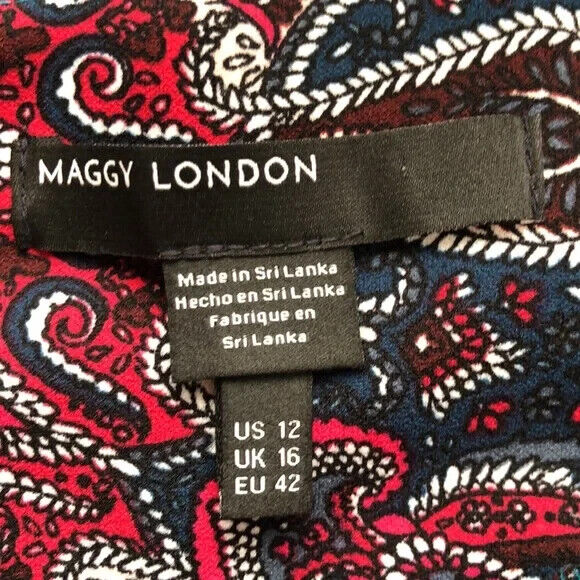 MAGGY LONDON
Made in Sri Lanka
Hecho en Sri Lanka
Fabrique en
Sri Lanka
US 12
UK 16
EU 42